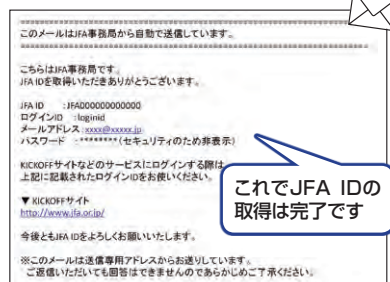 このメールはJFA事務局から自動で送信しています。
こちらはJFA事務局です。
JFA IDを取得いただきありがとうございます。
JFA ID :JFA000000000000
ログインID :loginid
メールアドレス:xxxx@xxxxx.jp
パスワード :********(セキュリティのため非表示)
KICKOFFサイトなどのサービスにログインする際は、
上記に記載されたログインIDをお使いください。
▼ KICKOFFサイト
http://www.jfa.or.jp/
今後ともJFA IDをよろしくお願いいたします。
※このメールは送信専用アドレスからお送りしています。
ご返信いただいても回答はできませんのであらかじめご了承ください。
これでJFA IDの
取得は完了です